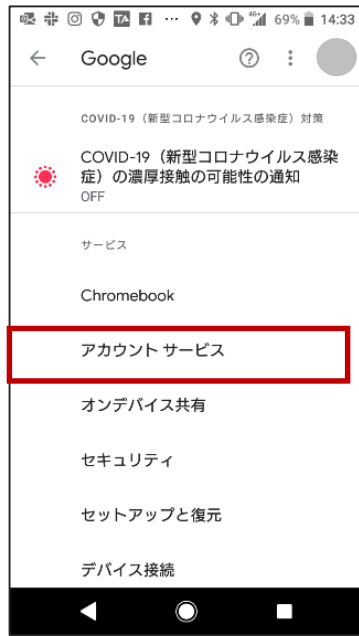 TA 69% 14:33
Google
COVID-19（新型コロナウイルス感染症）対策
COVID-19（新型コロナウイルス感染
症）の濃厚接触の可能性の通知
OFF
サービス
Chromebook
アカウント サービス
オンデバイス共有
セキュリティ
セットアップと復元
デバイス接続